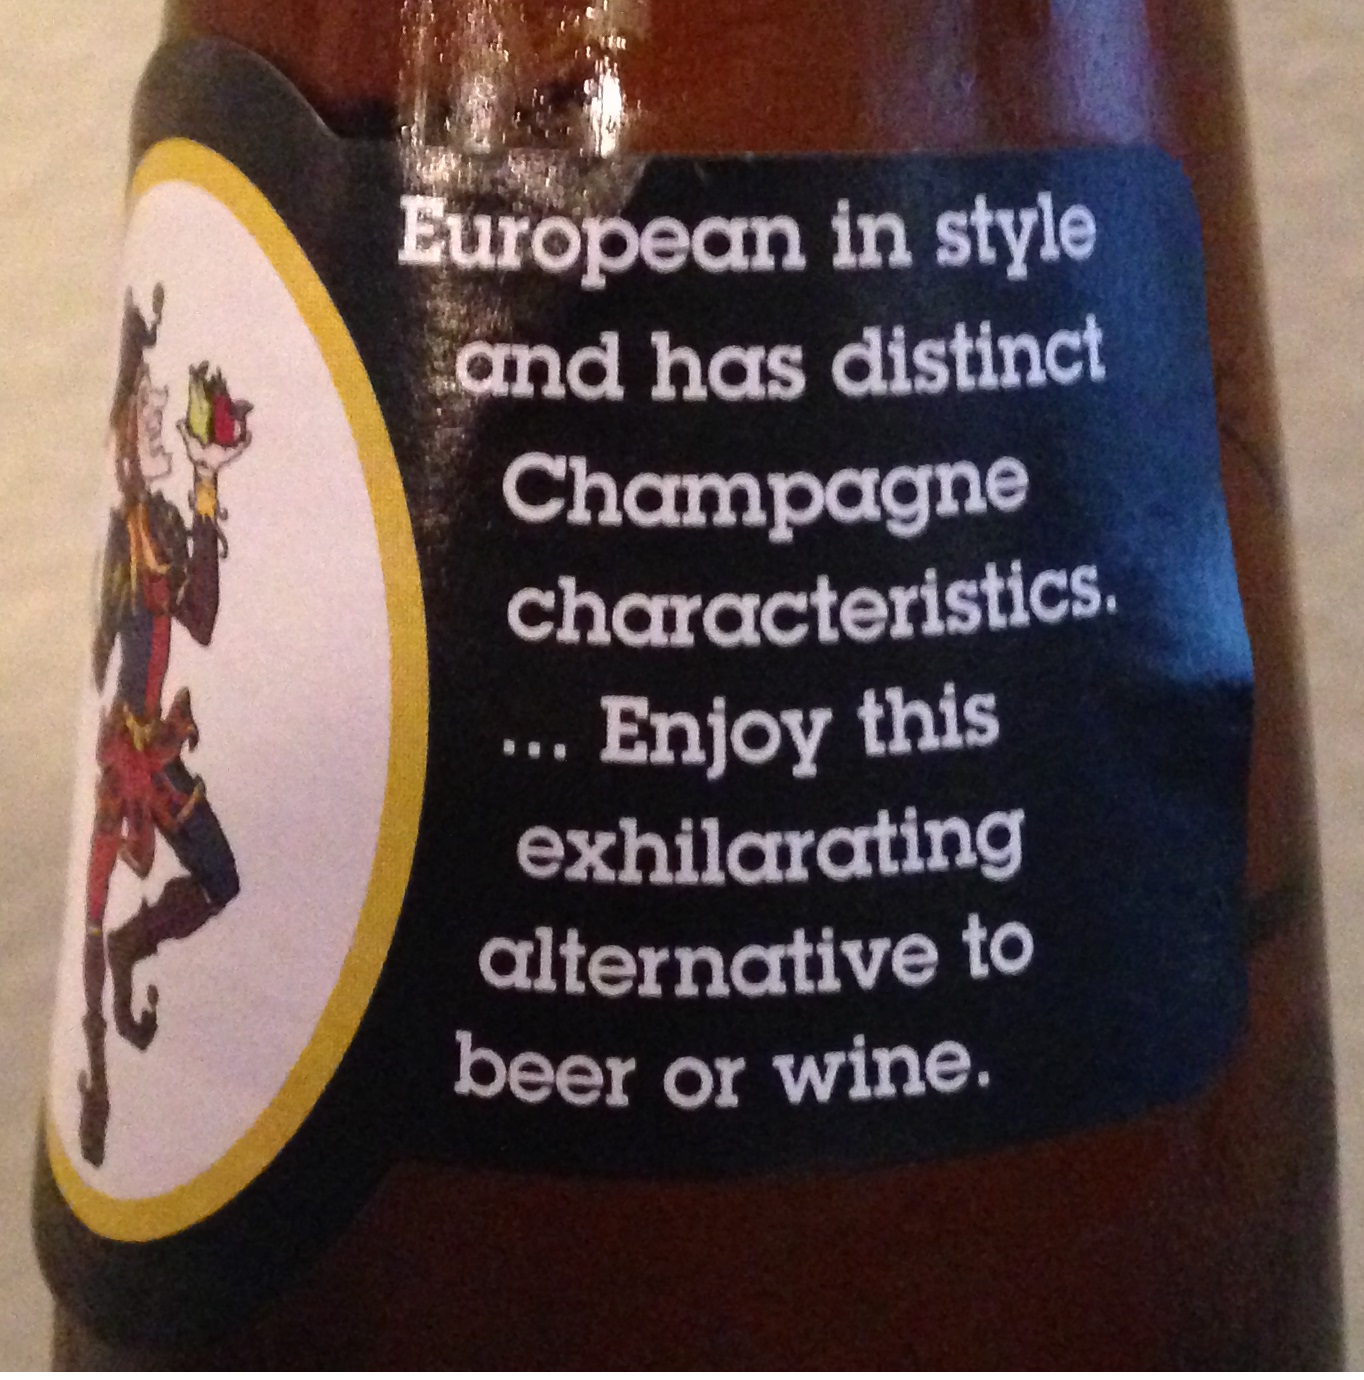 European in style
and has distinct
Champagne
characteristics.
... Enjoy this
exhilarating
alternative to
beer or wine.